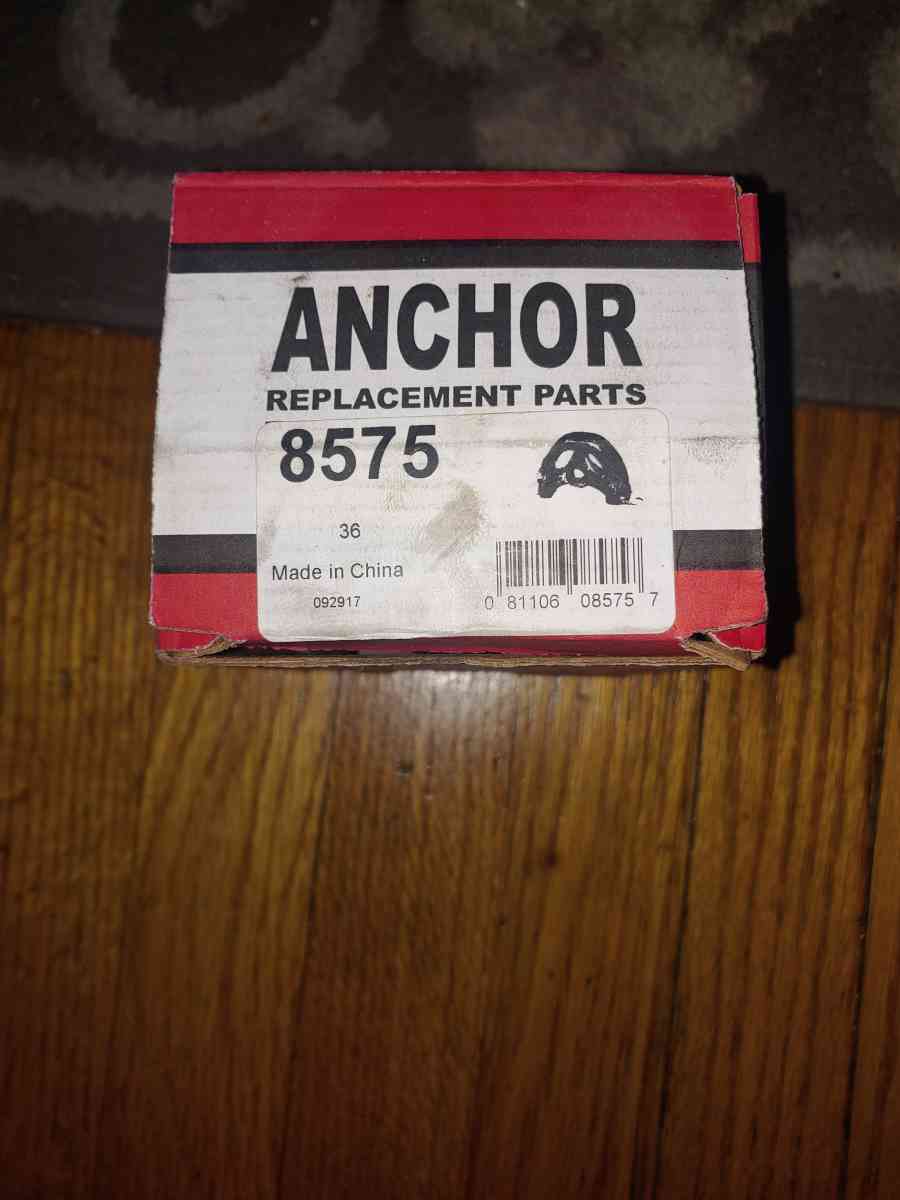 ANCHOR
REPLACEMENT PARTS
8575
36
Made in China
092917
0 81106 08575 7